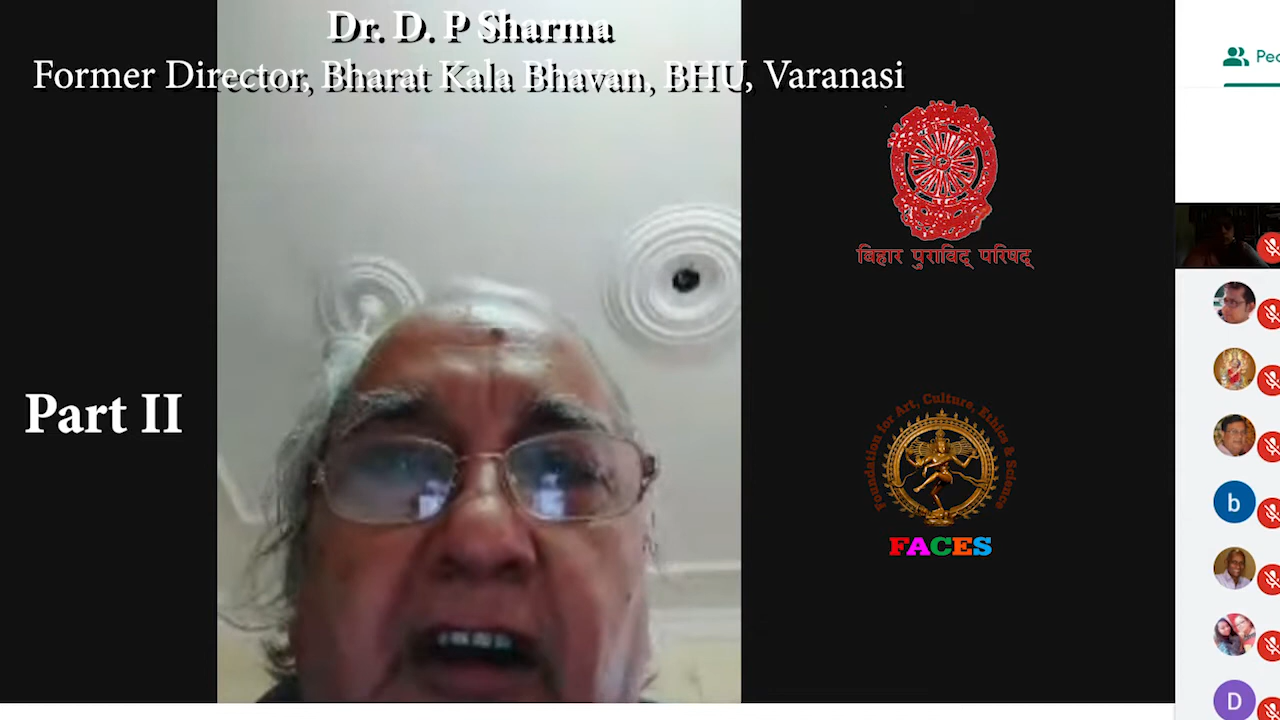 Dr. D. P Sharma
Former Director, Bharat Kala Bhavan, BHU, Varanasi
Peo
बिहार पुराविद् परिषद्
Part II
Foundation for Art, Culture, Ethics & Science
FACES
b
D